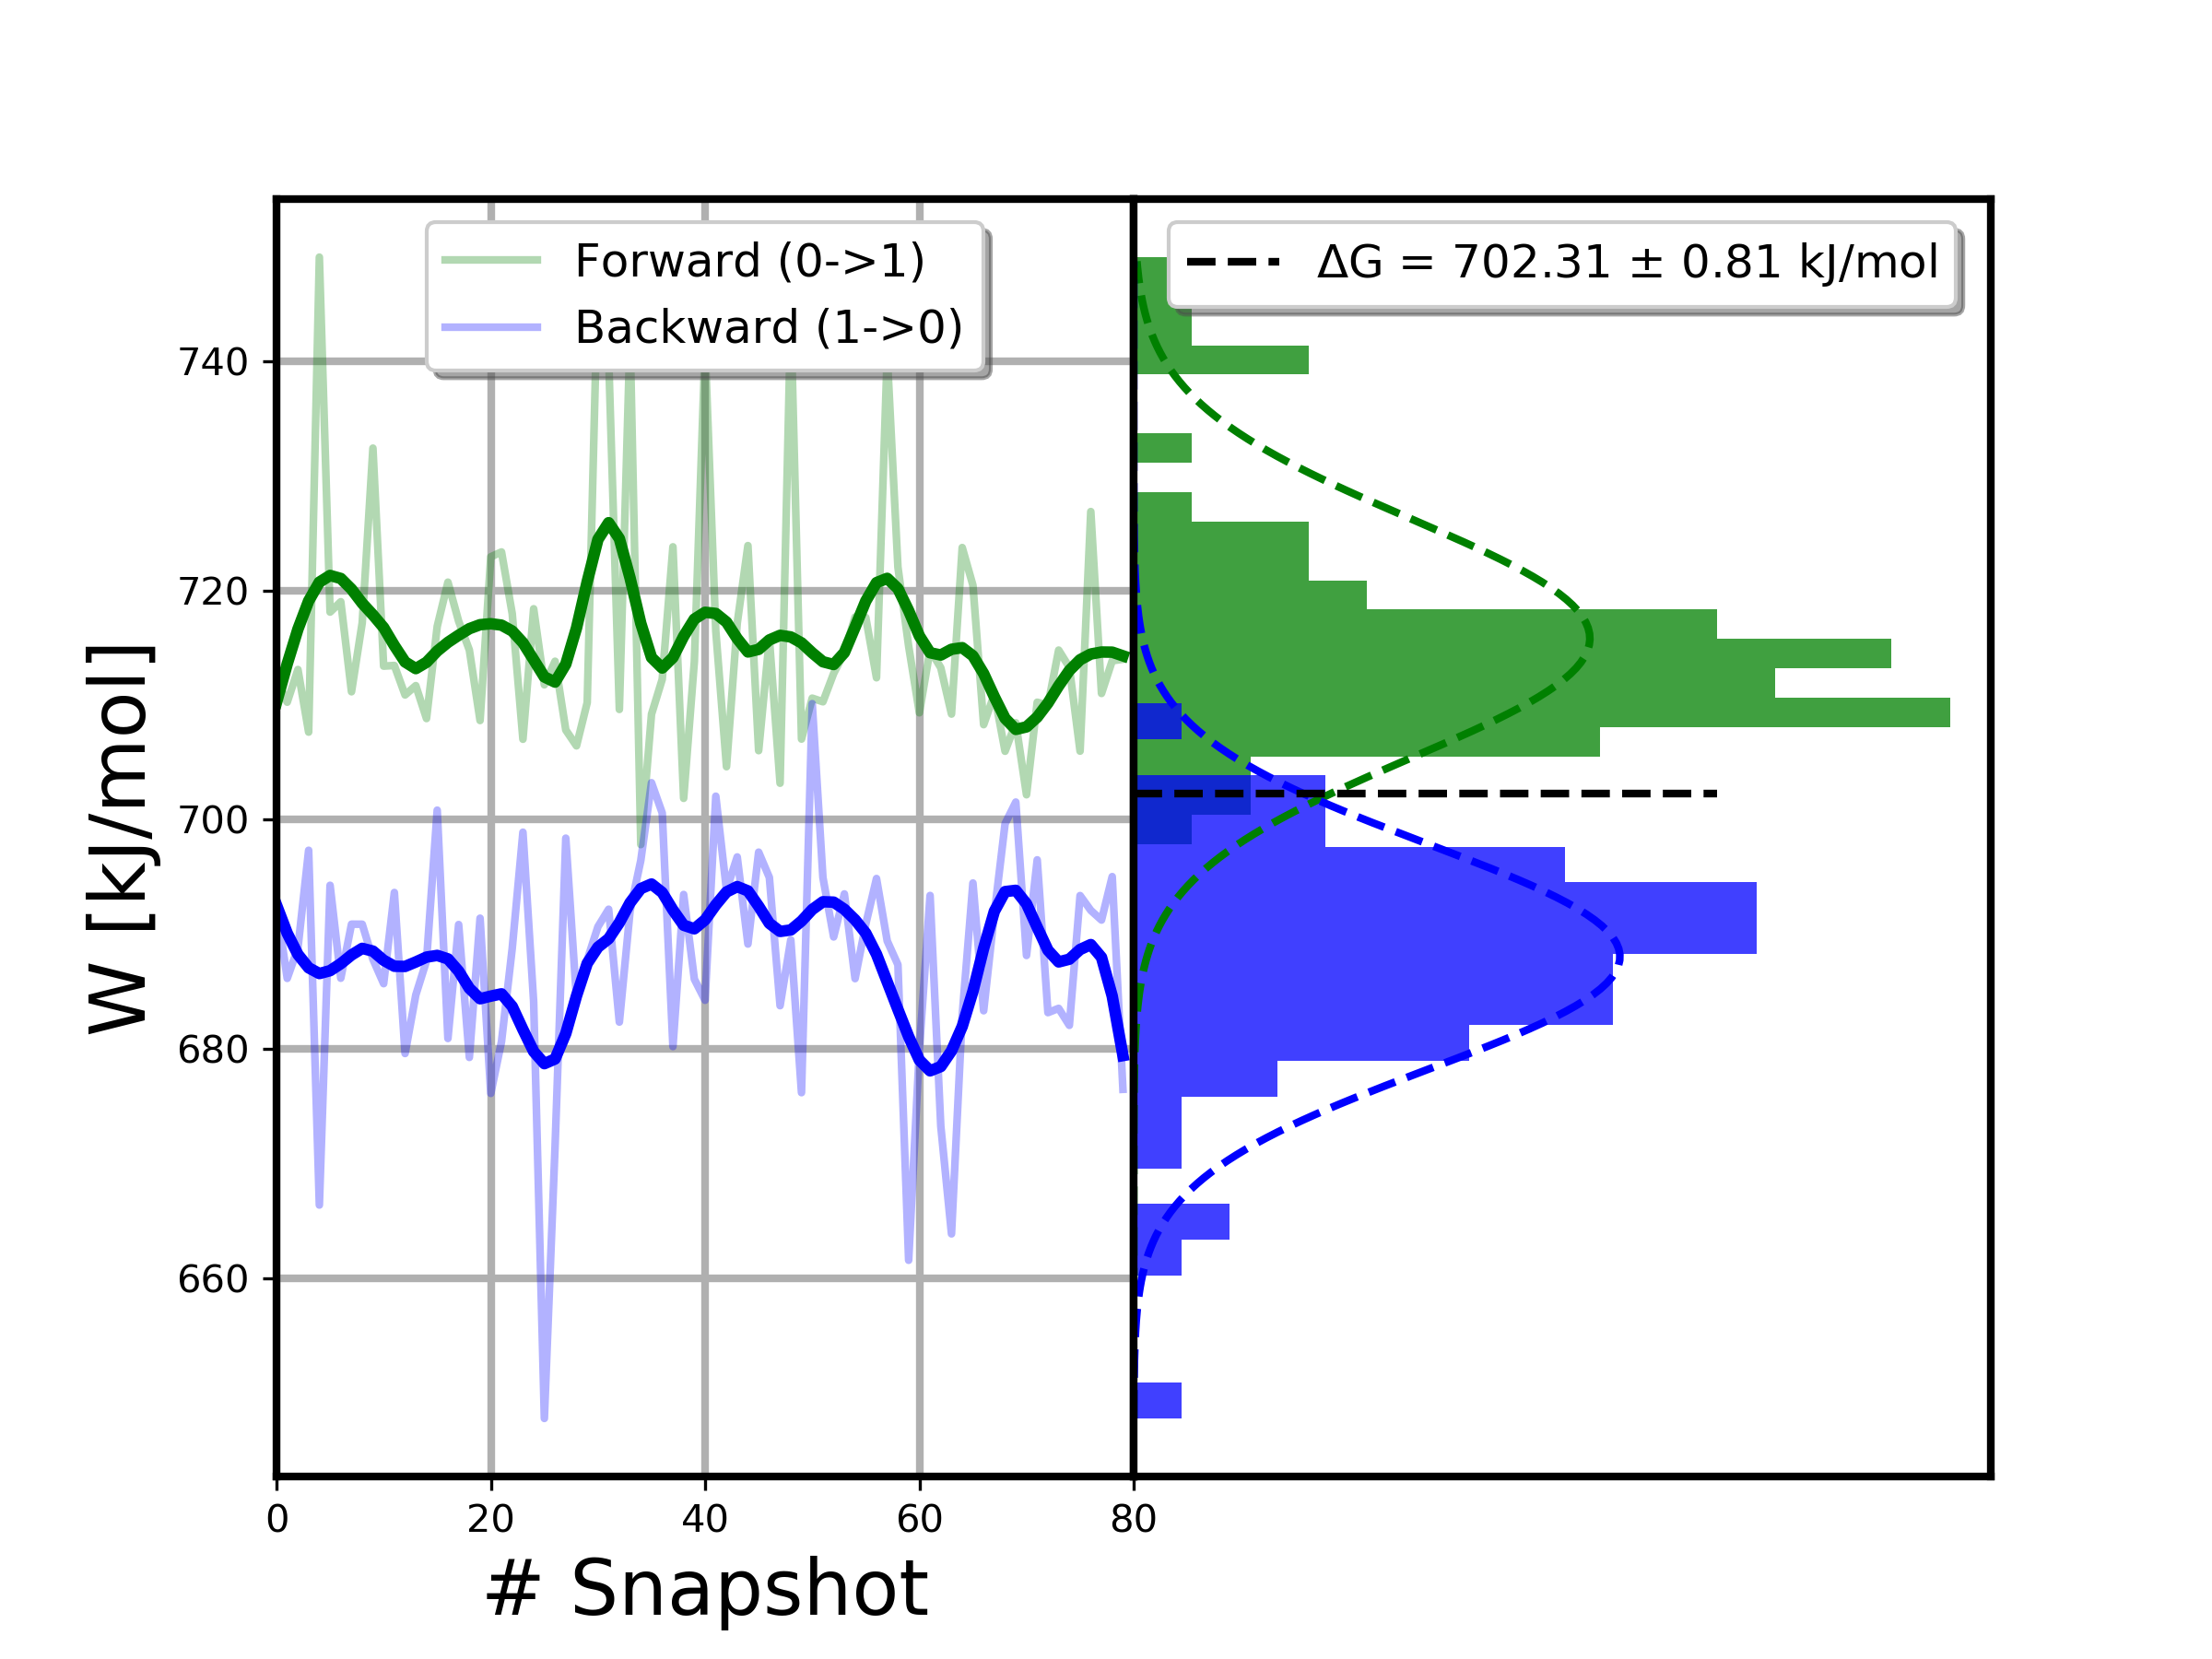 Forward (0->1)
Backward (1->0)
ΔG = 702.31 ± 0.81 kJ/mol
W [kJ/mol]
740
720
700
680
660
0 20 40 60 80
# Snapshot